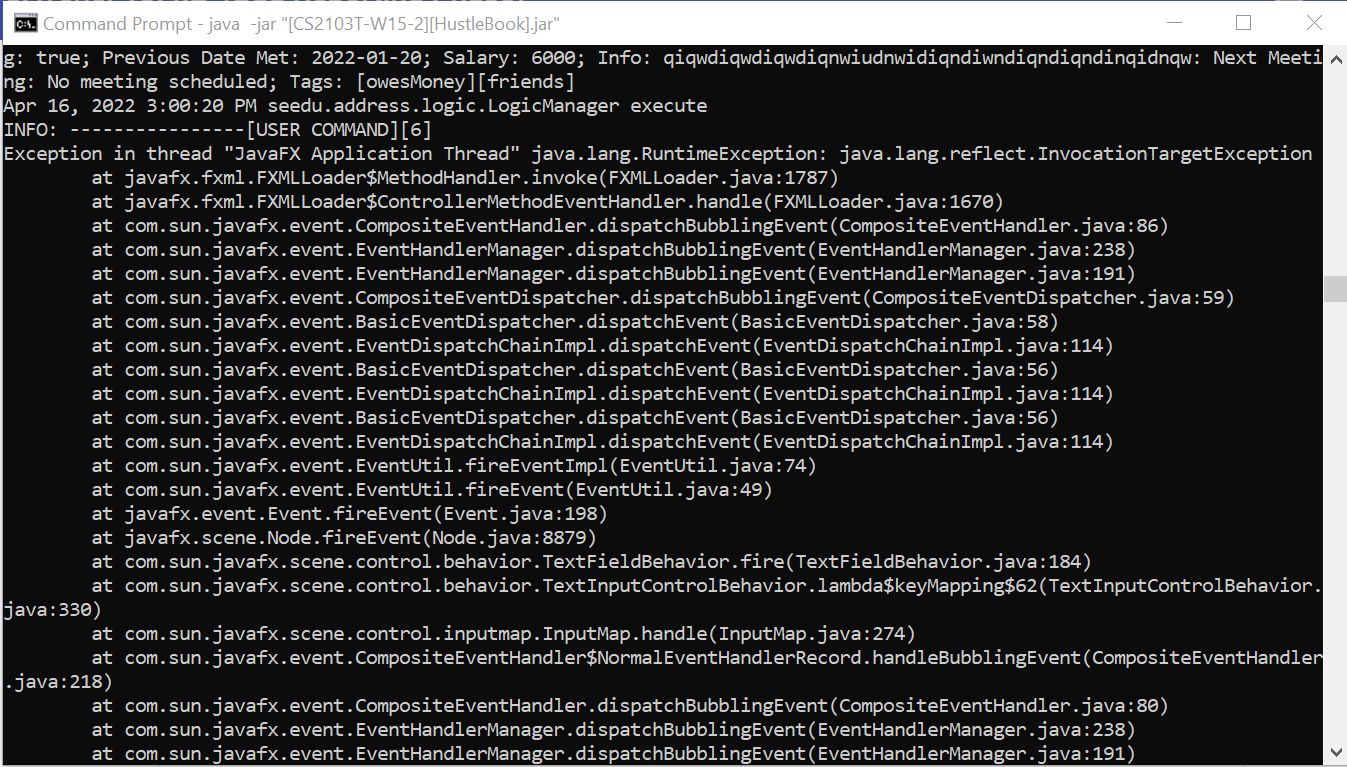 Command Prompt - java -jar "[CS2103T-W15-2][HustleBook].jar"
g: true; Previous Date Met: 2022-01-20; Salary: 6000; Info: qiqwdiqwdiqwdiqnwiudnwidiqndiwndiqndiqndinqidnqw: Next Meeti
ng: No meeting scheduled; Tags: [owesMoney][friends]
Apr 16, 2022 3:00:20 PM seedu.address.logic.LogicManager execute
INFO: ----------------[USER COMMAND][6]
Exception in thread "JavaFX Application Thread" java.lang.RuntimeException: java.lang.reflect.InvocationTargetException
at javafx.fxml.FXMLLoader$MethodHandler.invoke(FXMLLoader.java:1787)
at javafx.fxml.FXMLLoader$ControllerMethodEventHandler.handle(FXMLLoader.java:1670)
at com.sun.javafx.event.CompositeEventHandler.dispatchBubblingEvent(CompositeEventHandler.java:86)
at com.sun.javafx.event.EventHandlerManager.dispatchBubblingEvent(EventHandlerManager.java:238)
at com.sun.javafx.event.EventHandlerManager.dispatchBubblingEvent(EventHandlerManager.java:191)
at com.sun.javafx.event.CompositeEventDispatcher.dispatchBubblingEvent(CompositeEventDispatcher.java:59)
at com.sun.javafx.event.BasicEventDispatcher.dispatchEvent(BasicEventDispatcher.java:58)
at com.sun.javafx.event.EventDispatchChainImpl.dispatchEvent(EventDispatchChainImpl.java:114)
at com.sun.javafx.event.BasicEventDispatcher.dispatchEvent(BasicEventDispatcher.java:56)
at com.sun.javafx.event.EventDispatchChainImpl.dispatchEvent(EventDispatchChainImpl.java:114)
at com.sun.javafx.event.BasicEventDispatcher.dispatchEvent(BasicEventDispatcher.java:56)
at com.sun.javafx.event.EventDispatchChainImpl.dispatchEvent(EventDispatchChainImpl.java:114)
at com.sun.javafx.event.EventUtil.fireEventImpl(EventUtil.java:74)
at com.sun.javafx.event.EventUtil.fireEvent(EventUtil.java:49)
at javafx.event.Event.fireEvent(Event.java:198)
at javafx.scene.Node.fireEvent(Node.java:8879)
at com.sun.javafx.scene.control.behavior.TextFieldBehavior.fire(TextFieldBehavior.java:184)
at com.sun.javafx.scene.control.behavior.TextInputControlBehavior.lambda$keyMapping$62(TextInputControlBehavior.
java:330)
at com.sun.javafx.scene.control.inputmap.InputMap.handle(InputMap.java:274)
at com.sun.javafx.event.CompositeEventHandler$NormalEventHandlerRecord.handleBubblingEvent(CompositeEventHandler
.java:218)
at com.sun.javafx.event.CompositeEventHandler.dispatchBubblingEvent(CompositeEventHandler.java:80)
at com.sun.javafx.event.EventHandlerManager.dispatchBubblingEvent(EventHandlerManager.java:238)
at com.sun.javafx.event.EventHandlerManager.dispatchBubblingEvent(EventHandlerManager.java:191)